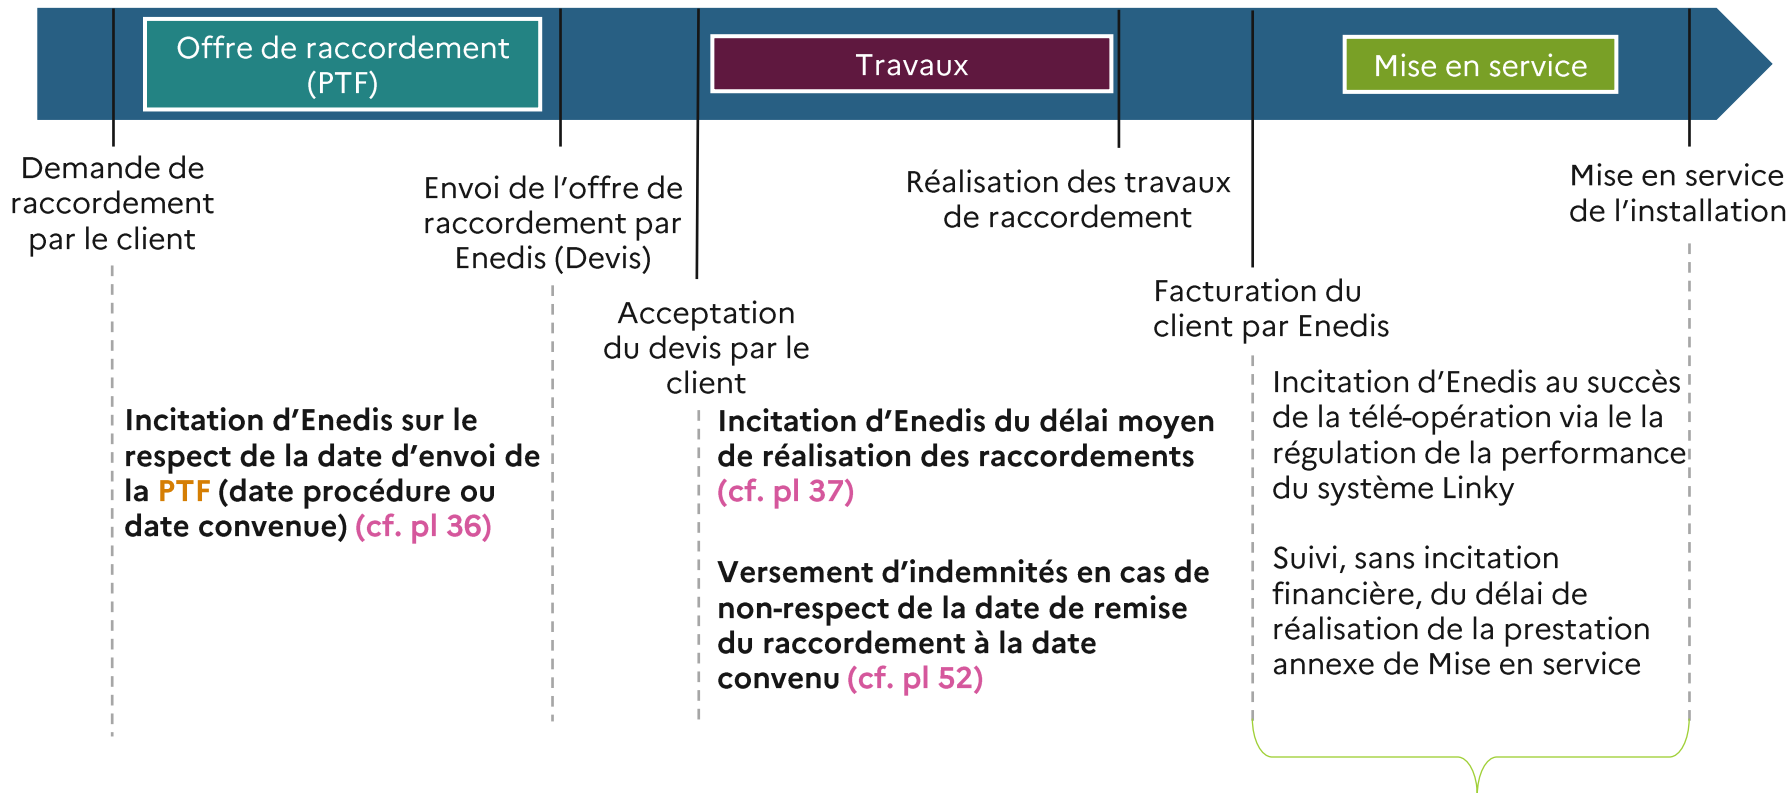 Offre de raccordement
(PTF)
Travaux
Mise en service
Demande de
raccordement
par le client
Envoi de l’offre de
raccordement par
Enedis (Devis)
Acceptation
du devis par le
client
Réalisation des travaux
de raccordement
Facturation du
client par Enedis
Mise en service
de l’installation
Incitation d’Enedis sur le
respect de la date d’envoi de
la PTF (date procédure ou
date convenue) (cf. pl 36)
Incitation d’Enedis du délai moyen
de réalisation des raccordements
(cf. pl 37)
Versement d’indemnités en cas de
non-respect de la date de remise
du raccordement à la date
convenu (cf. pl 52)
Incitation d’Enedis au succès
de la télé-opération via le la
régulation de la performance
du système Linky
Suivi, sans incitation
financière, du délai de
réalisation de la prestation
annexe de Mise en service